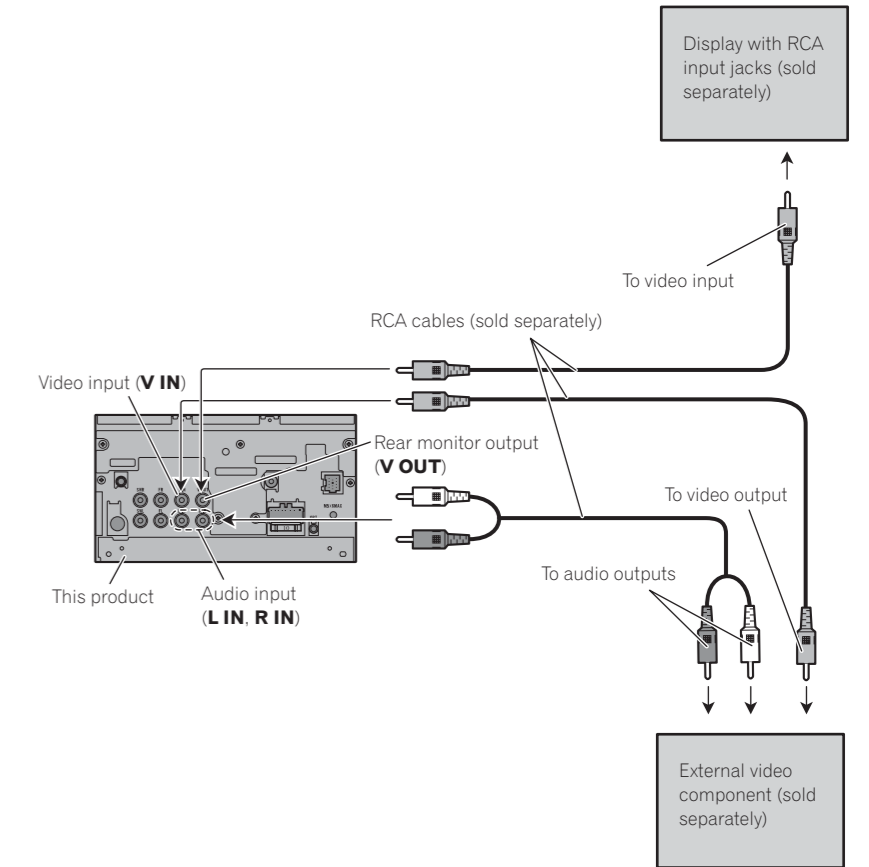 Display with RCA
input jacks (sold
separately)
To video input
RCA cables (sold separately)
Video input (V IN)
Rear monitor output
(V OUT)
To video output
To audio outputs
This product
Audio input
(L IN, R IN)
External video
component (sold
separately)